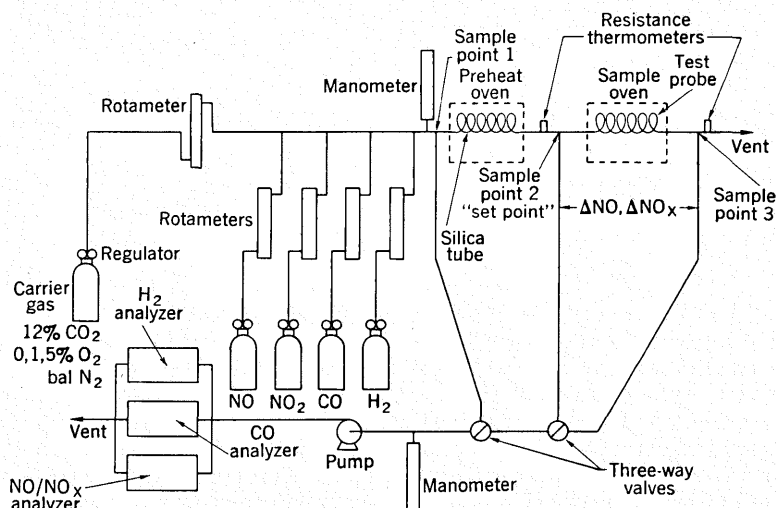 Resistance
thermometers
Sample
point 1
Test
probe
Manometer
Preheat
oven
Sample
oven
Rotameter
Vent
Sample
point 2
"set point"
ΔNO, ΔNOx
Sample
point 3
Rotameters
Silica
tube
Regulator
Carrier
gas
12% CO2
0,1,5% O2
bal N2
H2
analyzer
NO
NO2
CO
H2
Vent
CO
analyzer
Pump
Three-way
valves
Manometer
NO/NOx
analyzer